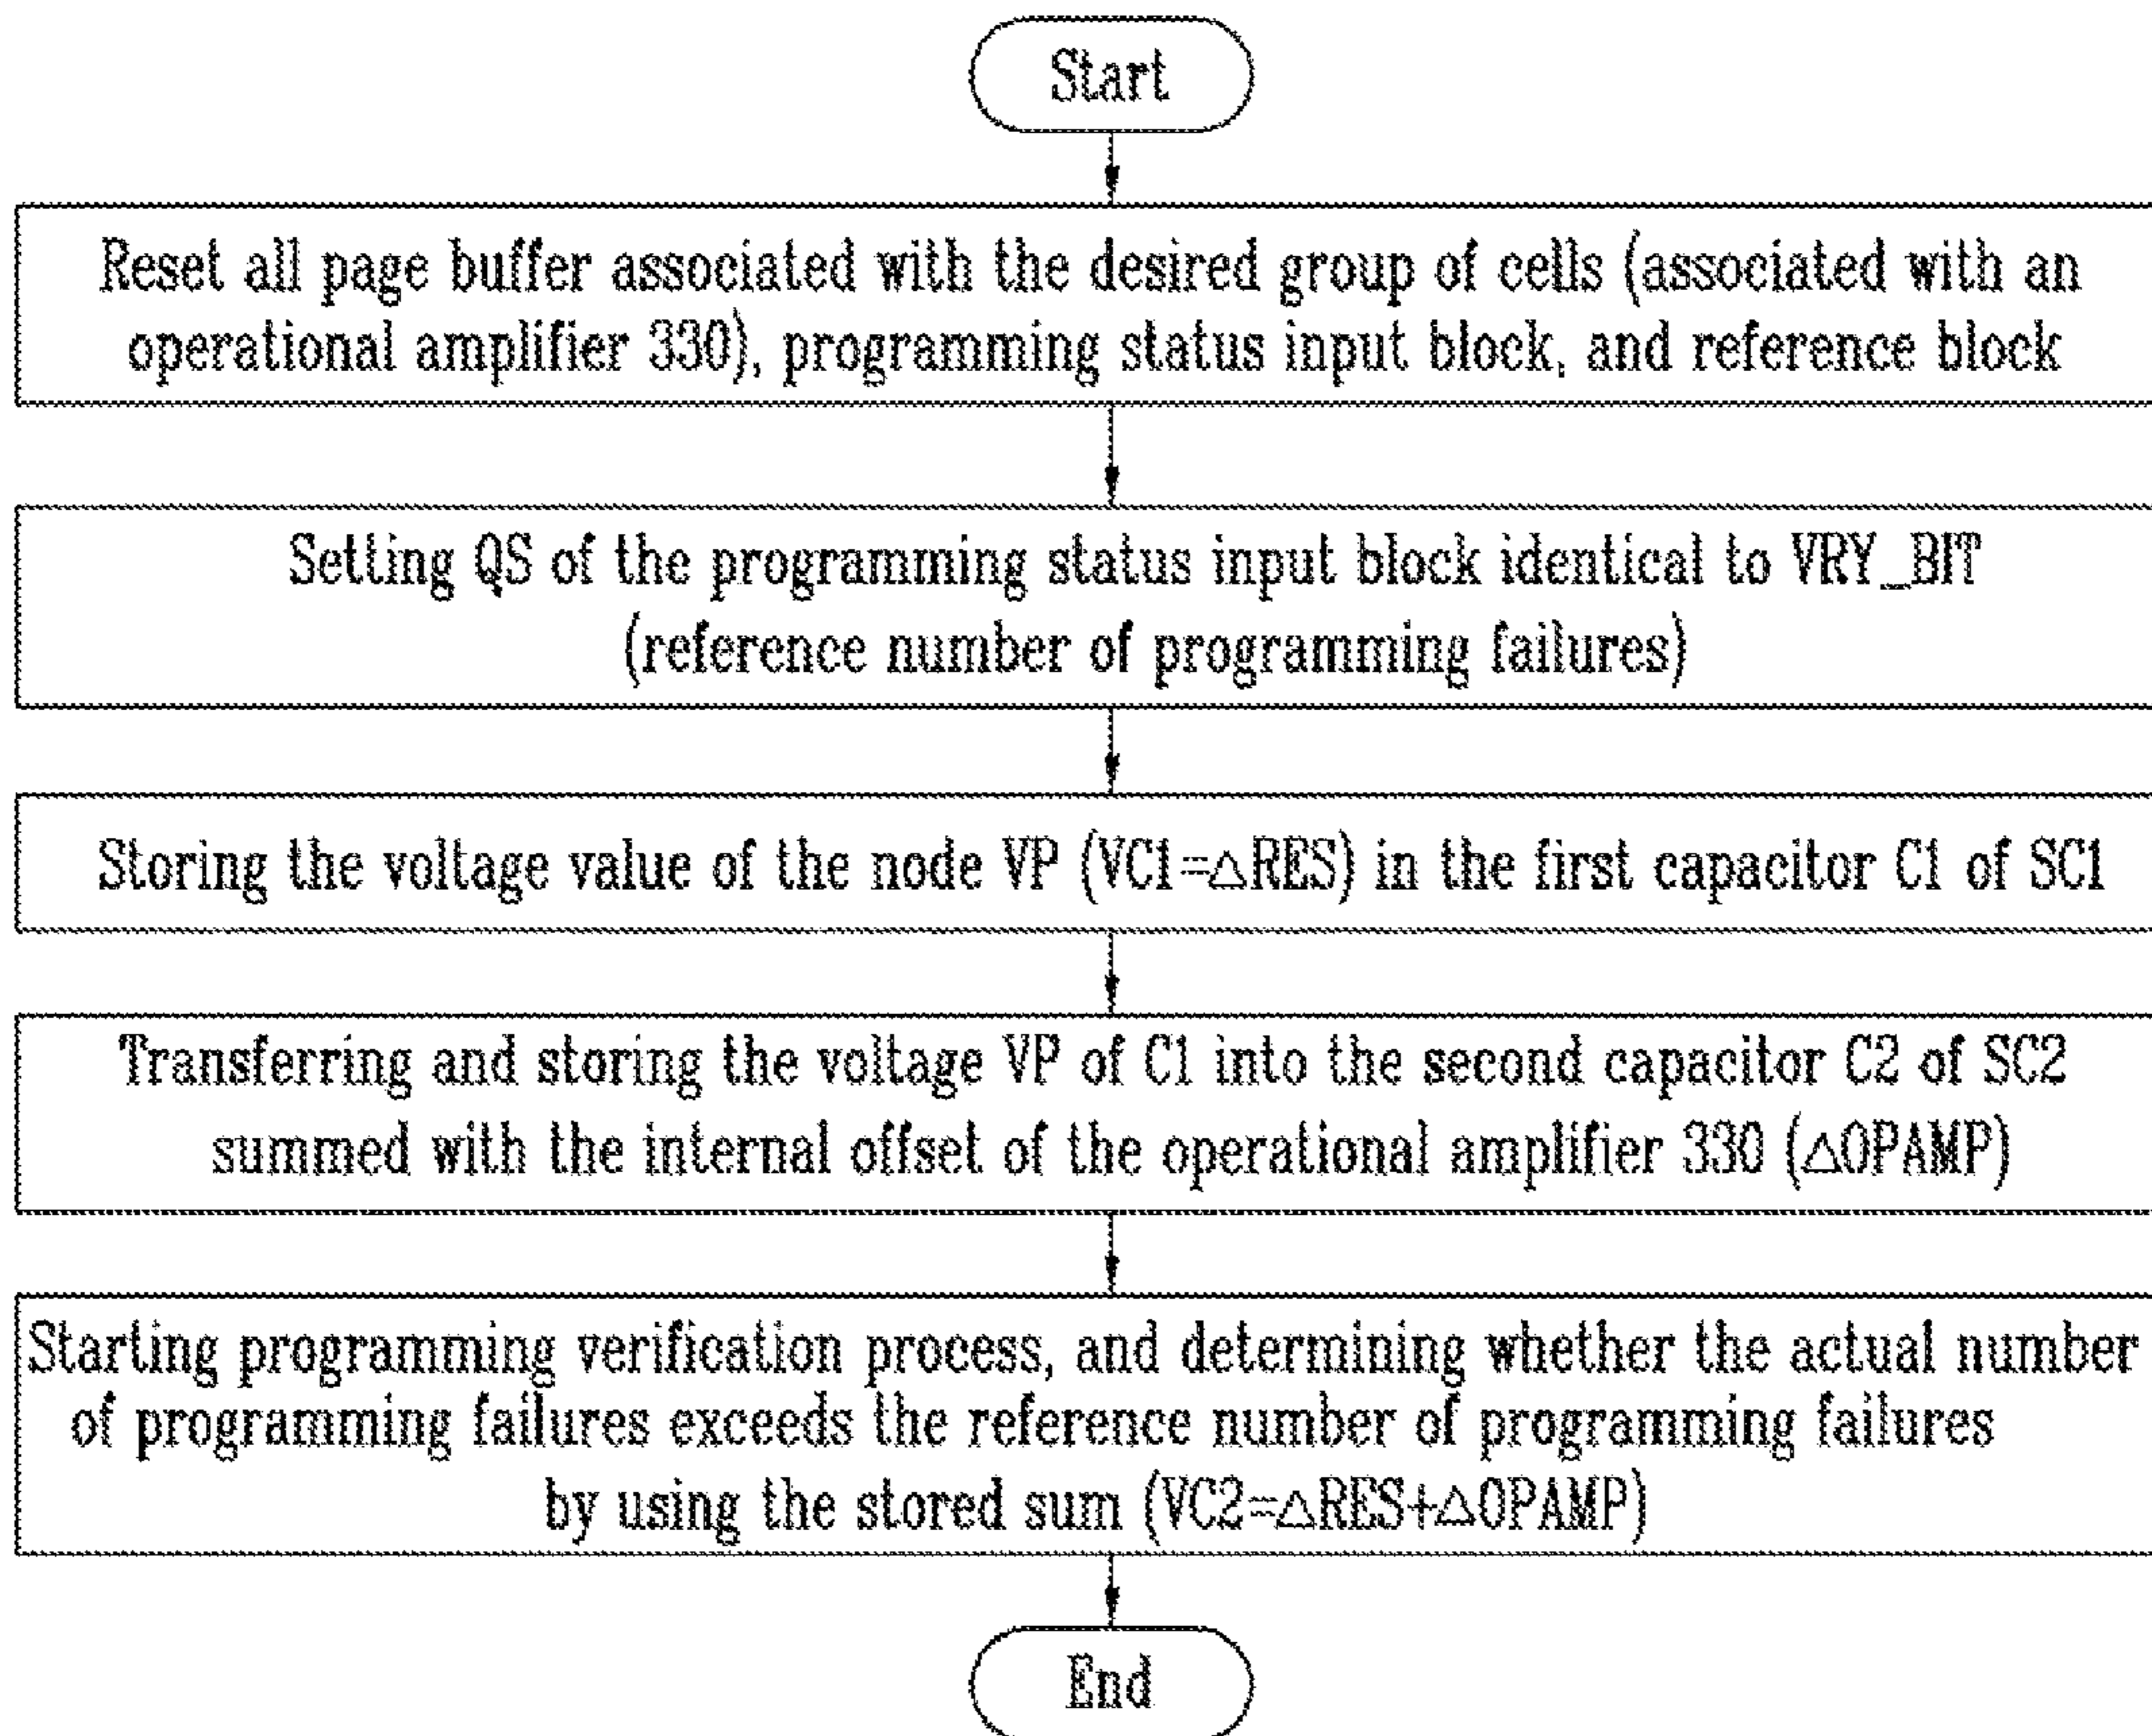 Start
Reset all page buffer associated with the desired group of cells (associated with an
operational amplifier 330), programming status input block, and reference block
Setting QS of the programming status input block identical to VRY_BIT
(reference number of programming failures)
Storing the voltage value of the node VP (VC1=△RES) in the first capacitor C1 of SC1
Transferring and storing the voltage VP of C1 into the second capacitor C2 of SC2
summed with the internal offset of the operational amplifier 330 (△OPAMP)
Starting programming verification process, and determining whether the actual number
of programming failures exceeds the reference number of programming failures
by using the stored sum (VC2=△RES+△OPAMP)
End